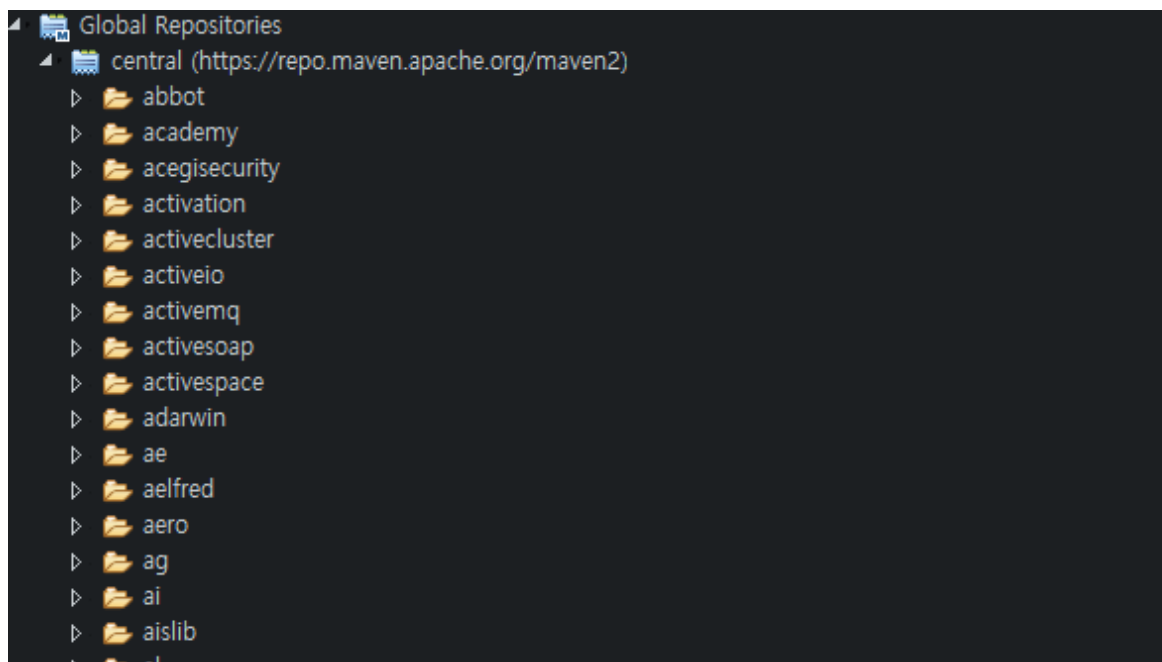 Global Repositories
central (https://repo.maven.apache.org/maven2)
abbot
academy
acegisecurity
activation
activecluster
activeio
activemq
activesoap
activespace
adarwin
ae
aelfred
aero
ag
ai
aislib